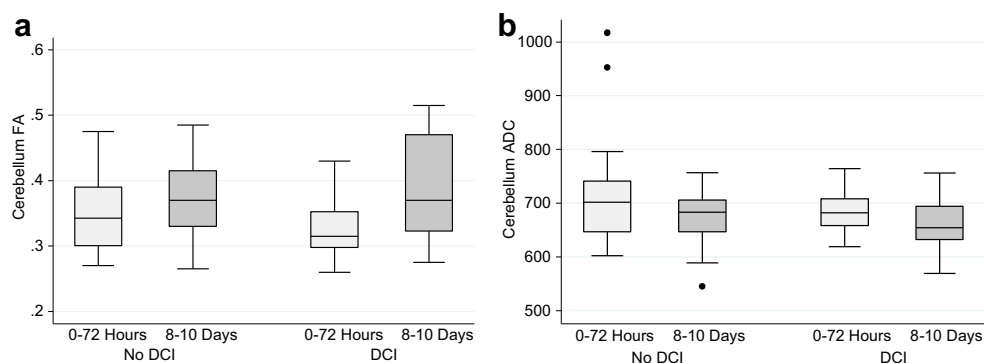 a
.6
.5
.4
.3
.2
Cerebellum FA
0-72 Hours 8-10 Days 0-72 Hours 8-10 Days
No DCI DCI
b
1000
900
800
700
600
500
Cerebellum ADC
0-72 Hours 8-10 Days 0-72 Hours 8-10 Days
No DCI DCI